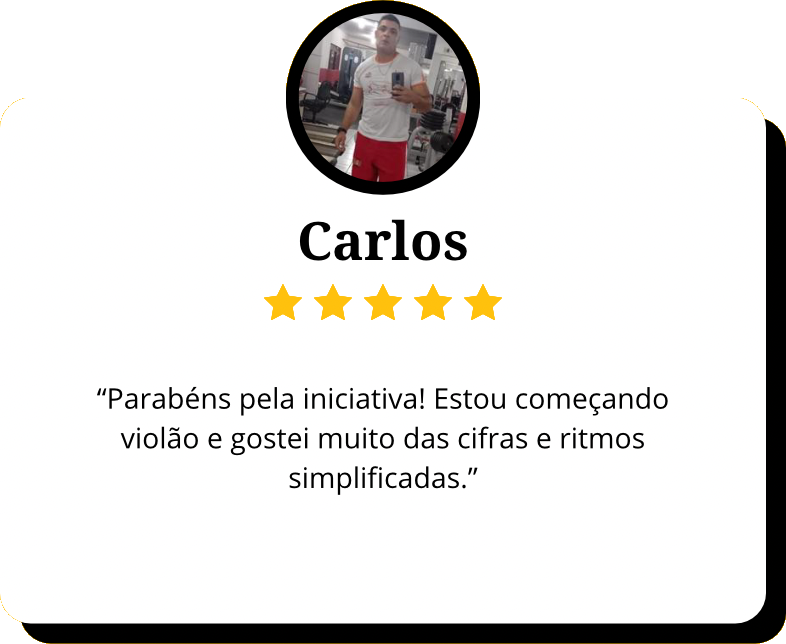 Carlos
“Parabéns pela iniciativa! Estou começando
violão e gostei muito das cifras e ritmos
simplificadas.”